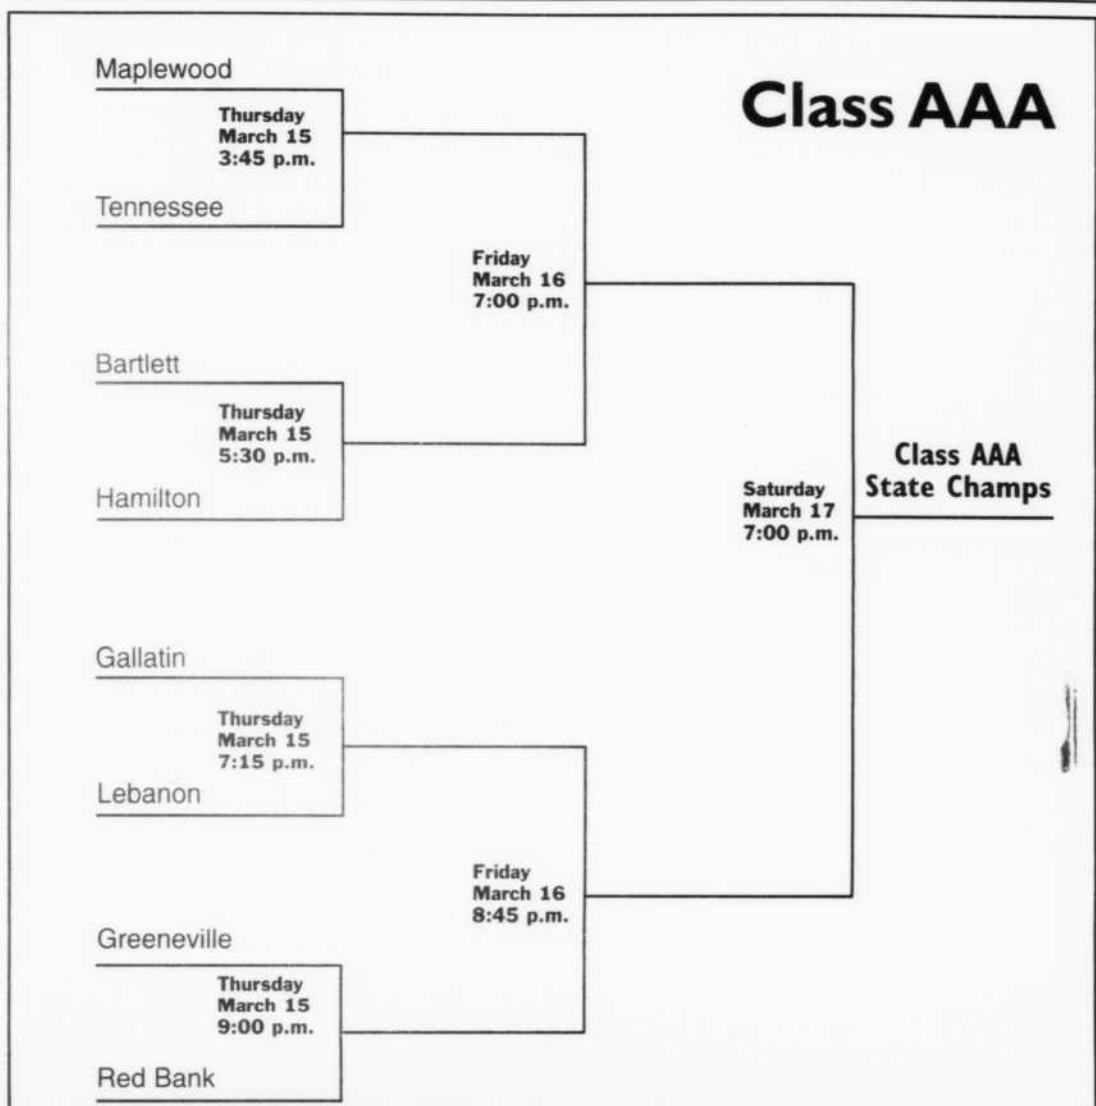 Class AAA
Maplewood
Thursday
March 15
3:45 p.m.
Tennessee
Friday
March 16
7:00 p.m.
Bartlett
Thursday
March 15
5:30 p.m.
Hamilton
Class AAA
State Champs
Saturday
March 17
7:00 p.m.
Gallatin
Thursday
March 15
7:15 p.m.
Lebanon
Friday
March 16
8:45 p.m.
Greeneville
Thursday
March 15
9:00 p.m.
Red Bank